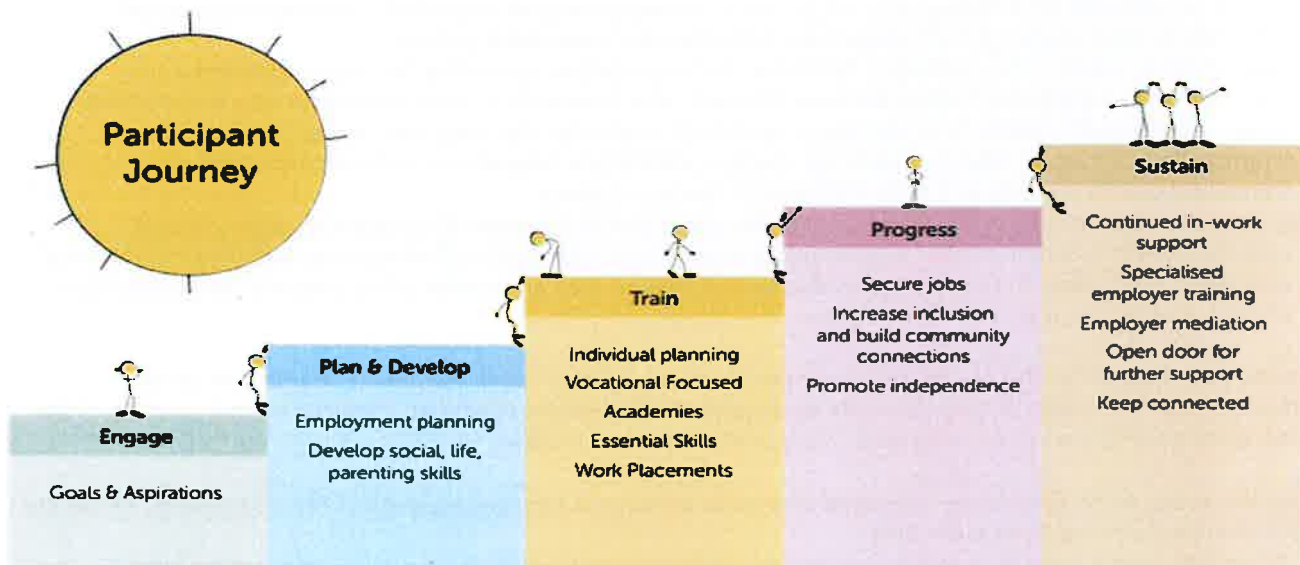 Participant
Journey
Engage
Goals & Aspirations
Plan & Develop
Employment planning
Develop social, life,
parenting skills
Train
Individual planning
Vocational Focused
Academies
Essential Skills
Work Placements
Progress
Secure jobs
Increase inclusion
and build community
connections
Promote independence
Sustain
Continued in-work
support
Specialised
employer training
Employer mediation
Open door for
further support
Keep connected